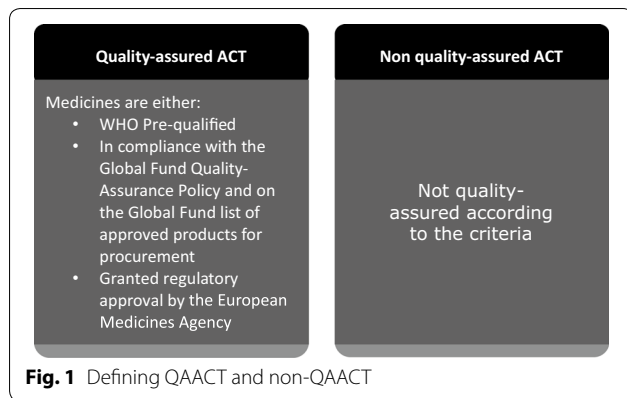 Quality-assured ACT
Medicines are either:
• WHO Pre-qualified
• In compliance with the
Global Fund Quality-
Assurance Policy and on
the Global Fund list of
approved products for
procurement
• Granted regulatory
approval by the European
Medicines Agency
Non quality-assured ACT
Not quality-
assured according
to the criteria
Fig. 1 Defining QAACT and non-QAACT